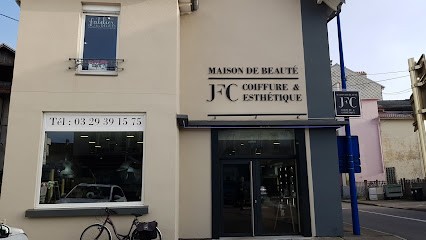 MAISON DE BEAUTÉ
JFC COIFFURE &
ESTHÉTIQUE
Tél : 03 29 39 15 75
JFC